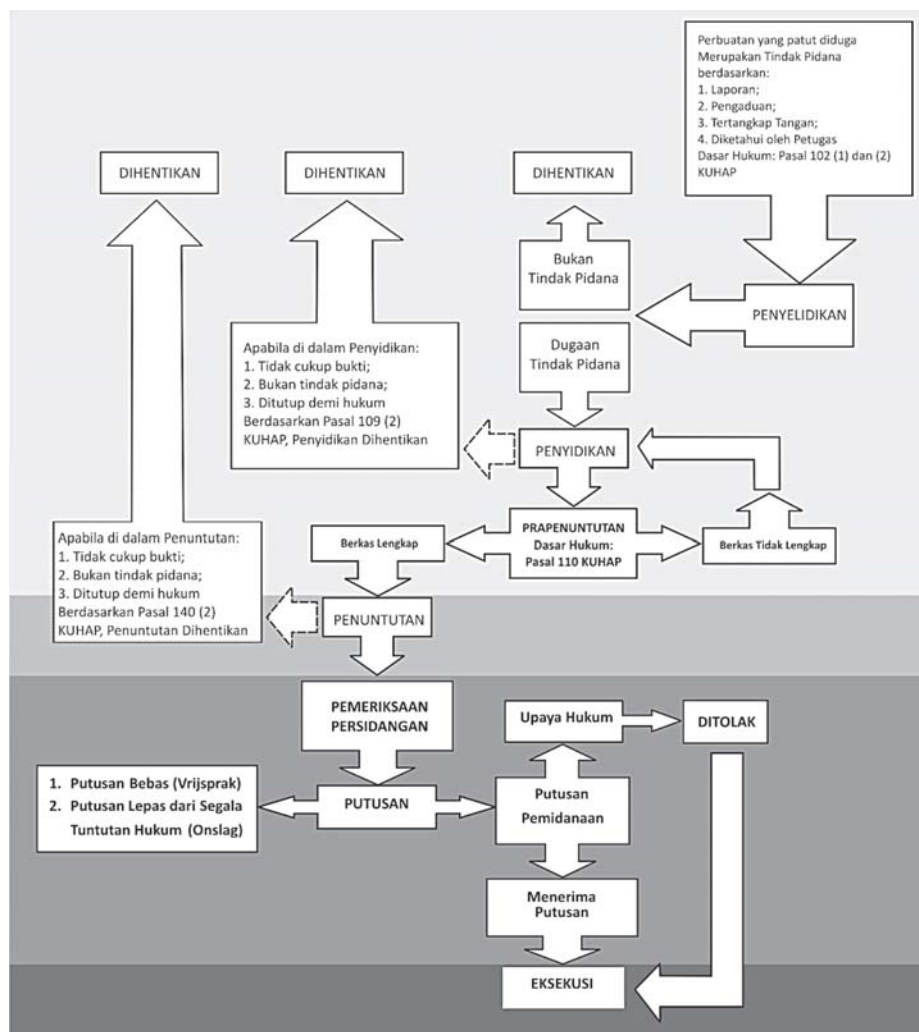 Perbuatan yang patut diduga
Merupakan Tindak Pidana
berdasarkan:
1. Laporan;
2. Pengaduan;
3. Tertangkap Tangan;
4. Diketahui oleh Petugas
Dasar Hukum: Pasal 102 (1) dan (2)
KUHAP
DIHENTIKAN
DIHENTIKAN
DIHENTIKAN
Bukan
Tindak Pidana
PENYELIDIKAN
Dugaan
Tindak Pidana
Apabila di dalam Penyidikan:
1. Tidak cukup bukti;
2. Bukan tindak pidana;
3. Ditutup demi hukum
Berdasarkan Pasal 109 (2)
KUHAP, Penyidikan Dihentikan
PENYIDIKAN
PRAPENUNTUTAN
Dasar Hukum:
Pasal 110 KUHAP
Berkas Lengkap
Berkas Tidak Lengkap
Apabila di dalam Penuntutan:
1. Tidak cukup bukti;
2. Bukan tindak pidana;
3. Ditutup demi hukum
Berdasarkan Pasal 140 (2)
KUHAP, Penuntutan Dihentikan
PENUNTUTAN
PEMERIKSAAN
PERSIDANGAN
Upaya Hukum
DITOLAK
1. Putusan Bebas (Vrijsprak)
2. Putusan Lepas dari Segala
Tuntutan Hukum (Onslag)
PUTUSAN
Putusan
Pemidanaan
Menerima
Putusan
EKSEKUSI